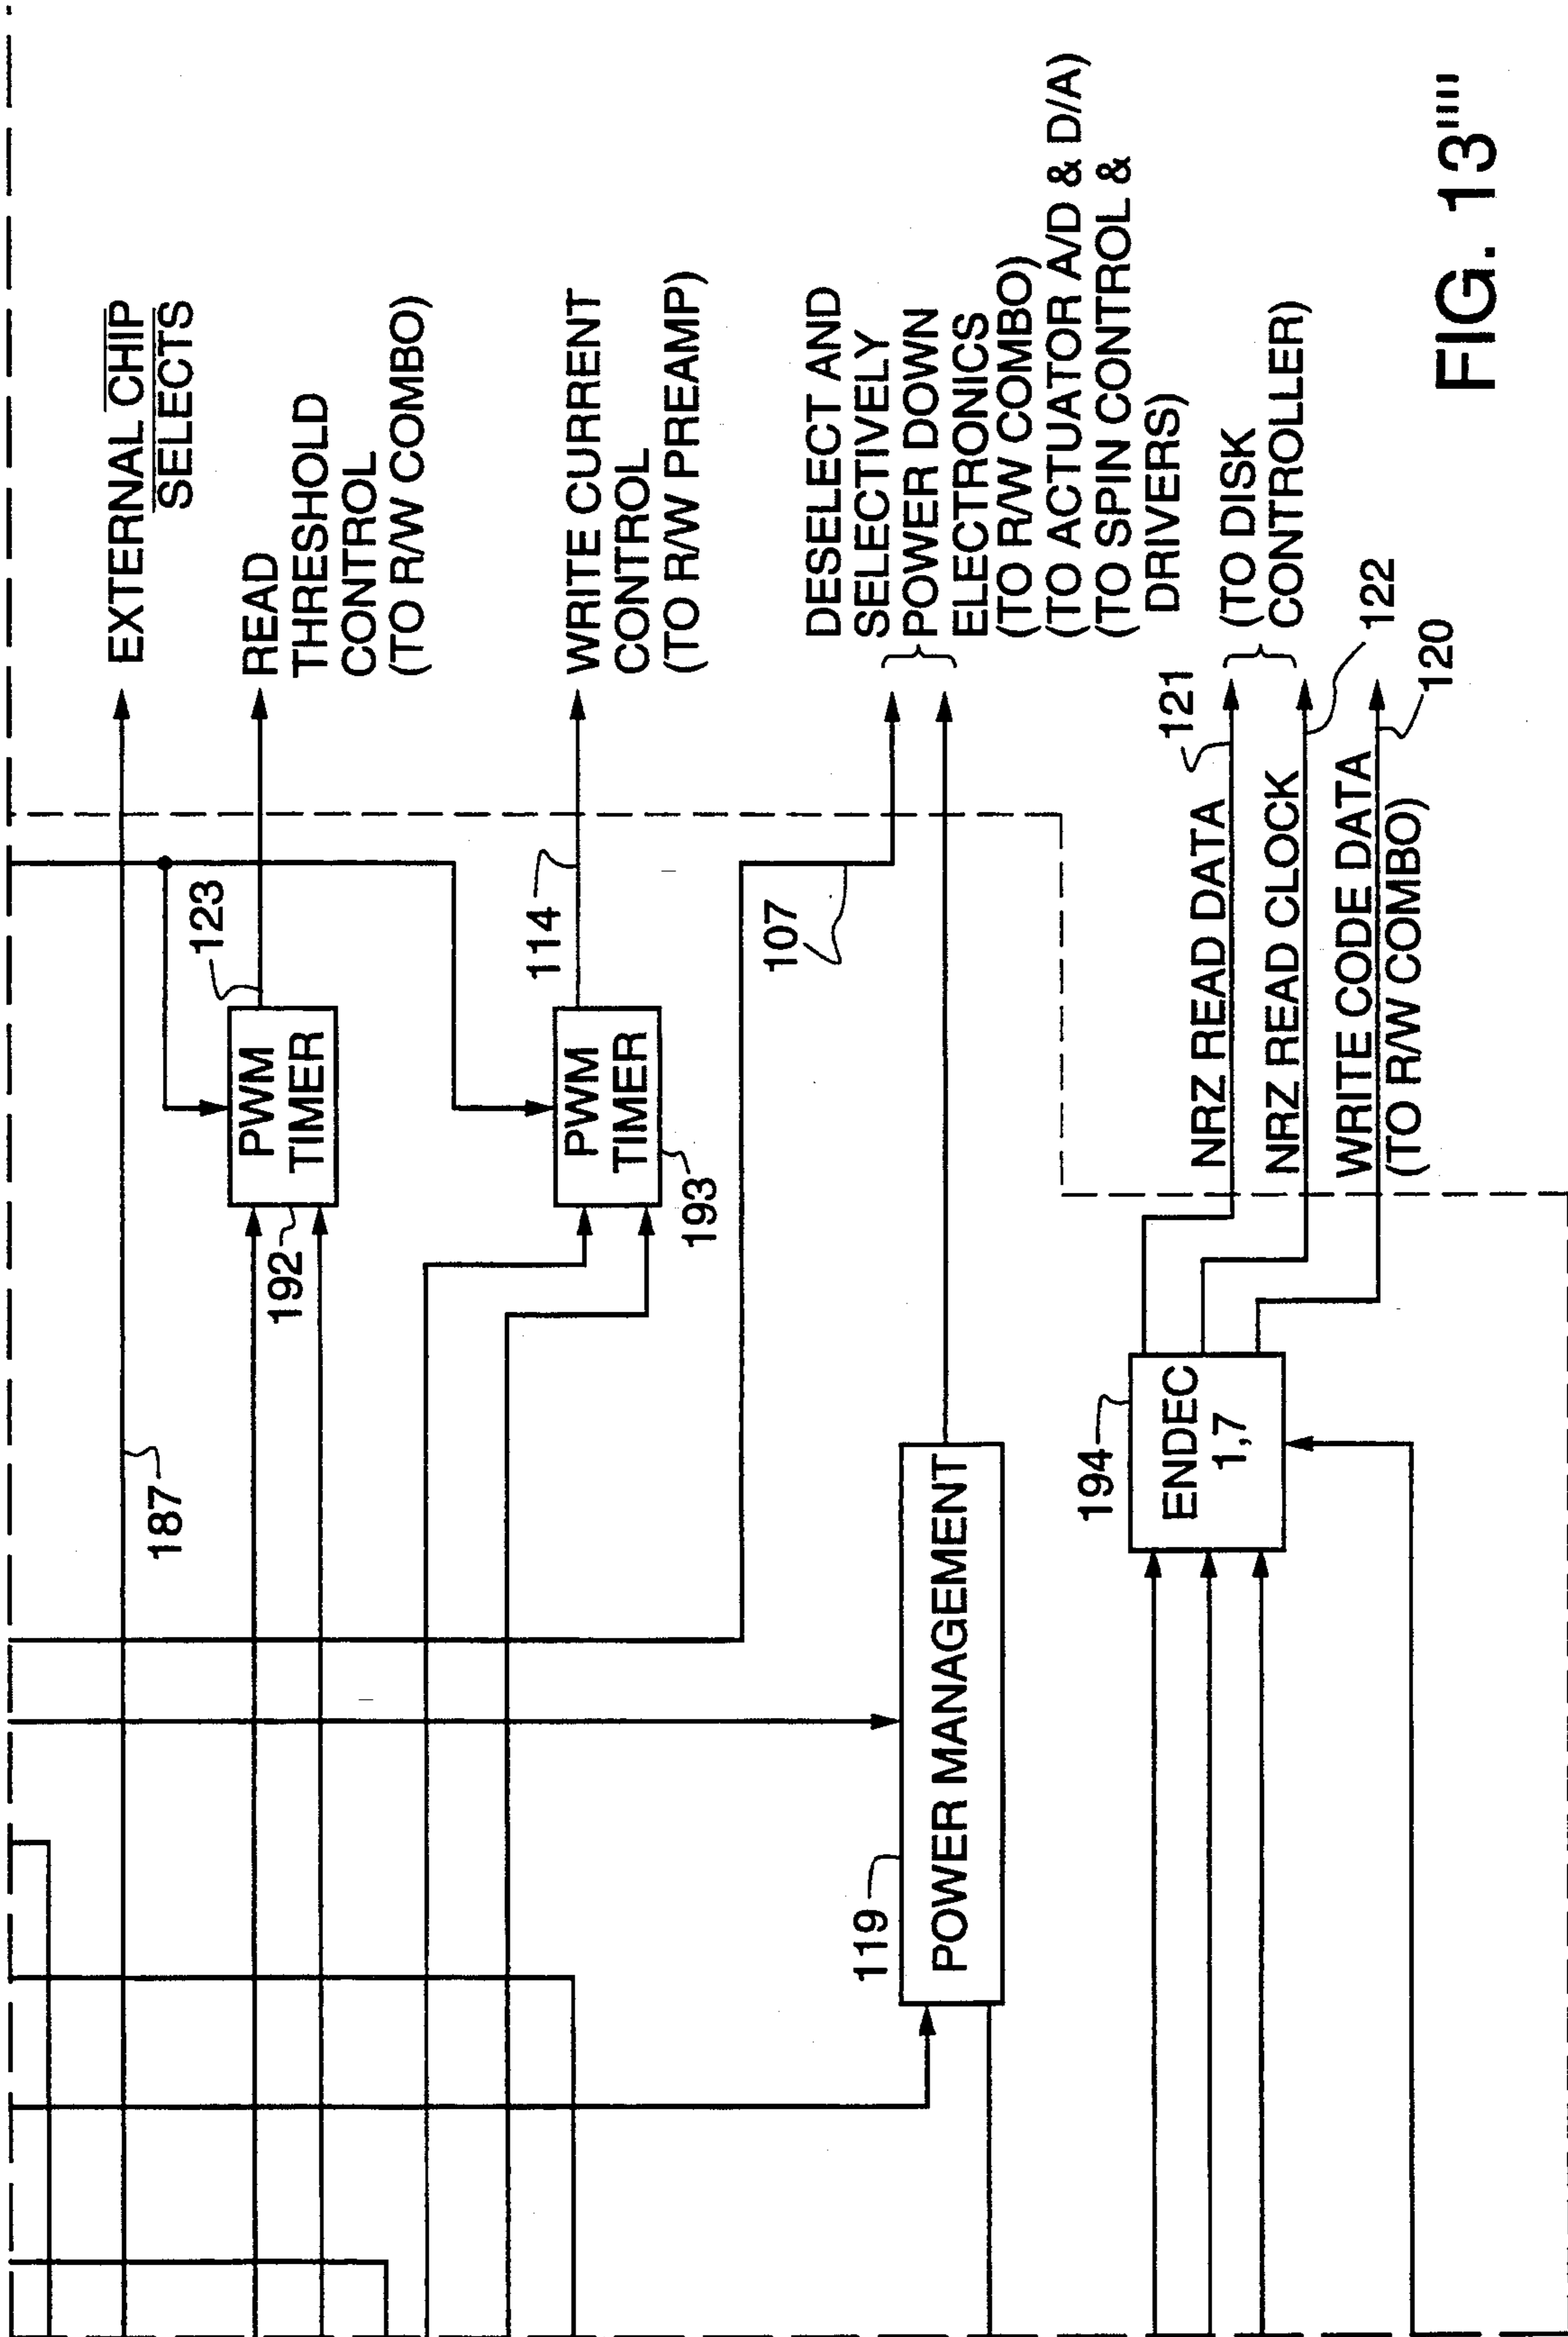 EXTERNAL CHIP
SELECTS
187
READ
THRESHOLD
CONTROL
(TO R/W COMBO)
123
PWM
TIMER
192
WRITE CURRENT
CONTROL
(TO R/W PREAMP)
114
PWM
TIMER
193
107
DESELECT AND
SELECTIVELY
POWER DOWN
ELECTRONICS
(TO R/W COMBO)
(TO ACTUATOR A/D & D/A)
(TO SPIN CONTROL &
DRIVERS)
119
POWER MANAGEMENT
194
ENDEC
1,7
NRZ READ DATA
121
(TO DISK
CONTROLLER)
NRZ READ CLOCK
122
WRITE CODE DATA
(TO R/W COMBO)
120
FIG. 13""